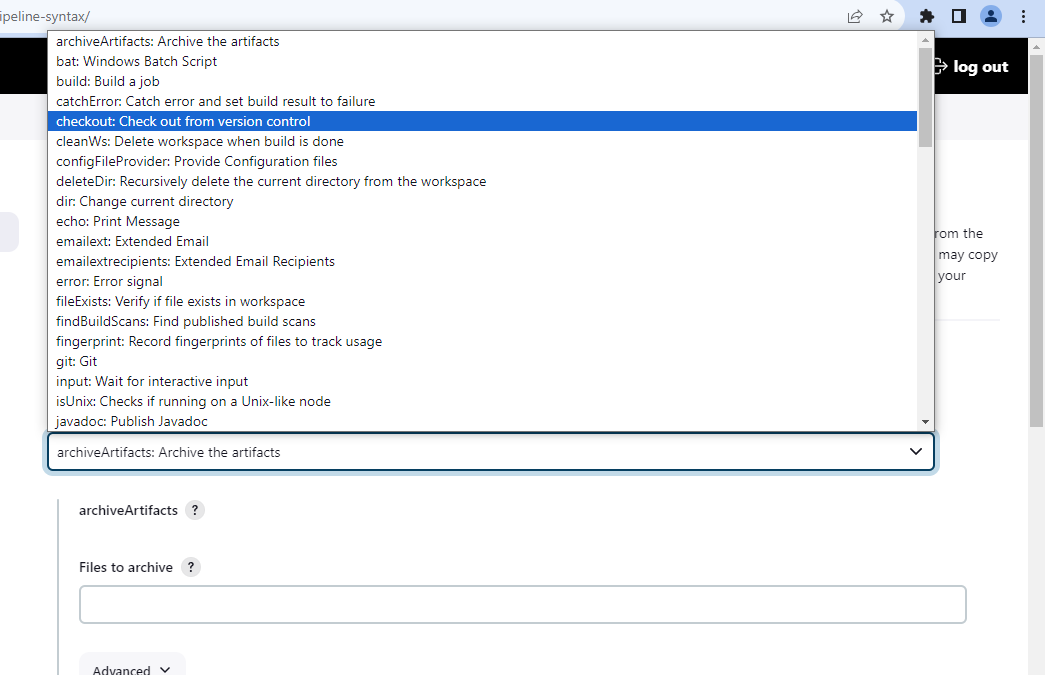 ipeline-syntax/
log out
archiveArtifacts: Archive the artifacts
bat: Windows Batch Script
build: Build a job
catchError: Catch error and set build result to failure
checkout: Check out from version control
cleanWs: Delete workspace when build is done
configFileProvider: Provide Configuration files
deleteDir: Recursively delete the current directory from the workspace
dir: Change current directory
echo: Print Message
rom the
emailext: Extended Email
may copy
emailextrecipients: Extended Email Recipients
your
error: Error signal
fileExists: Verify if file exists in workspace
findBuildScans: Find published build scans
fingerprint: Record fingerprints of files to track usage
git: Git
input: Wait for interactive input
isUnix: Checks if running on a Unix-like node
javadoc: Publish Javadoc
archiveArtifacts: Archive the artifacts
archiveArtifacts ?
Files to archive ?
Advanced